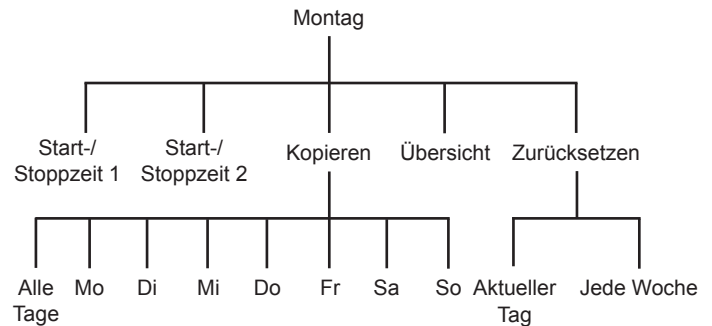 Montag
Start-/
Stoppzeit 1
Start-/
Stoppzeit 2
Kopieren
Übersicht
Zurücksetzen
Alle
Tage
Mo
Di
Mi
Do
Fr
Sa
So
Aktueller
Tag
Jede Woche